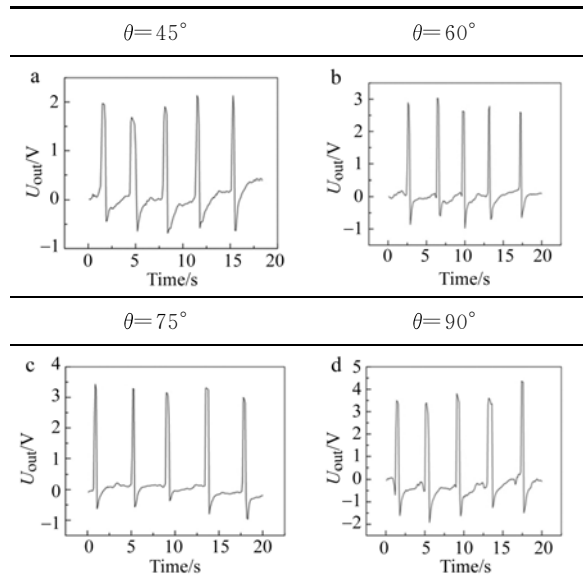 θ=45° θ=60°
a b
2 3
1 2
0 1
−1 0
−1
U_out/V U_out/V
0 5 10 15 20 0 5 10 15 20
Time/s Time/s
θ=75° θ=90°
c d
4 5
3 4
2 3
1 2
0 1
−1 0
−1
−2
U_out/V U_out/V
0 5 10 15 20 0 5 10 15 20
Time/s Time/s